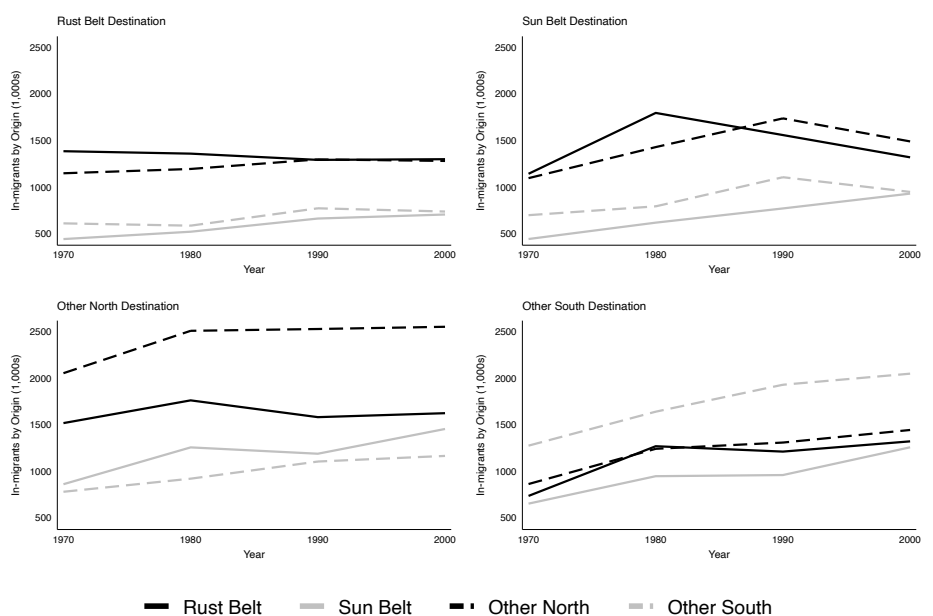 Rust Belt Destination
In-migrants by Origin (1,000s)
2500
2000
1500
1000
500
1970 1980 1990 2000
Year
Sun Belt Destination
In-migrants by Origin (1,000s)
2500
2000
1500
1000
500
1970 1980 1990 2000
Year
Other North Destination
In-migrants by Origin (1,000s)
2500
2000
1500
1000
500
1970 1980 1990 2000
Year
Other South Destination
In-migrants by Origin (1,000s)
2500
2000
1500
1000
500
1970 1980 1990 2000
Year
Rust Belt Sun Belt Other North Other South